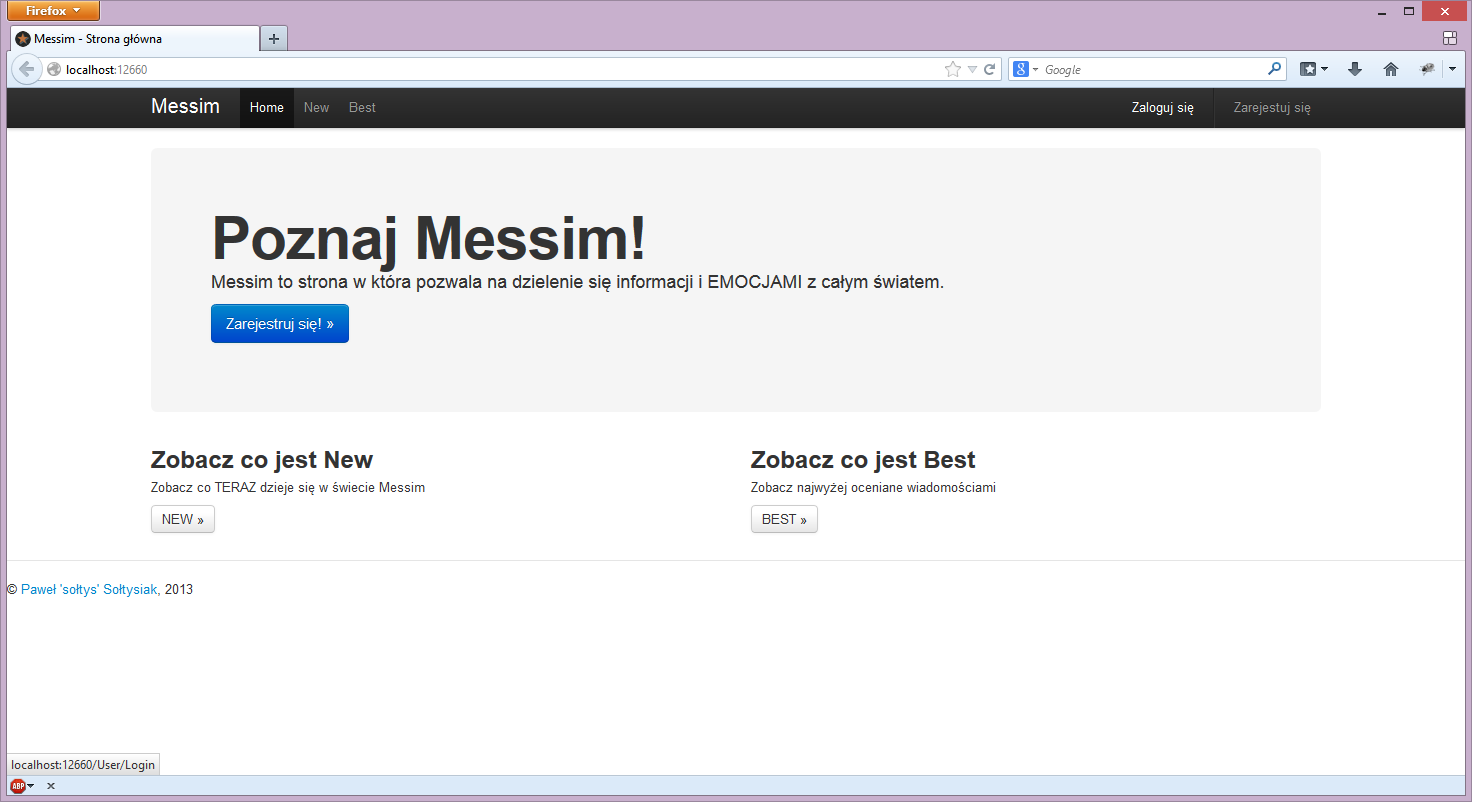 Firefox
Messim - Strona główna
localhost:12660
Google
Messim Home New Best Zaloguj się Zarejestuj się
Poznaj Messim!
Messim to strona w która pozwala na dzielenie się informacji i EMOCJAMI z całym światem.
Zarejestruj się! »
Zobacz co jest New
Zobacz co TERAZ dzieje się w świecie Messim
NEW »
Zobacz co jest Best
Zobacz najwyżej oceniane wiadomościami
BEST »
© Paweł 'sołtys' Sołtysiak, 2013
localhost:12660/User/Login
ABP